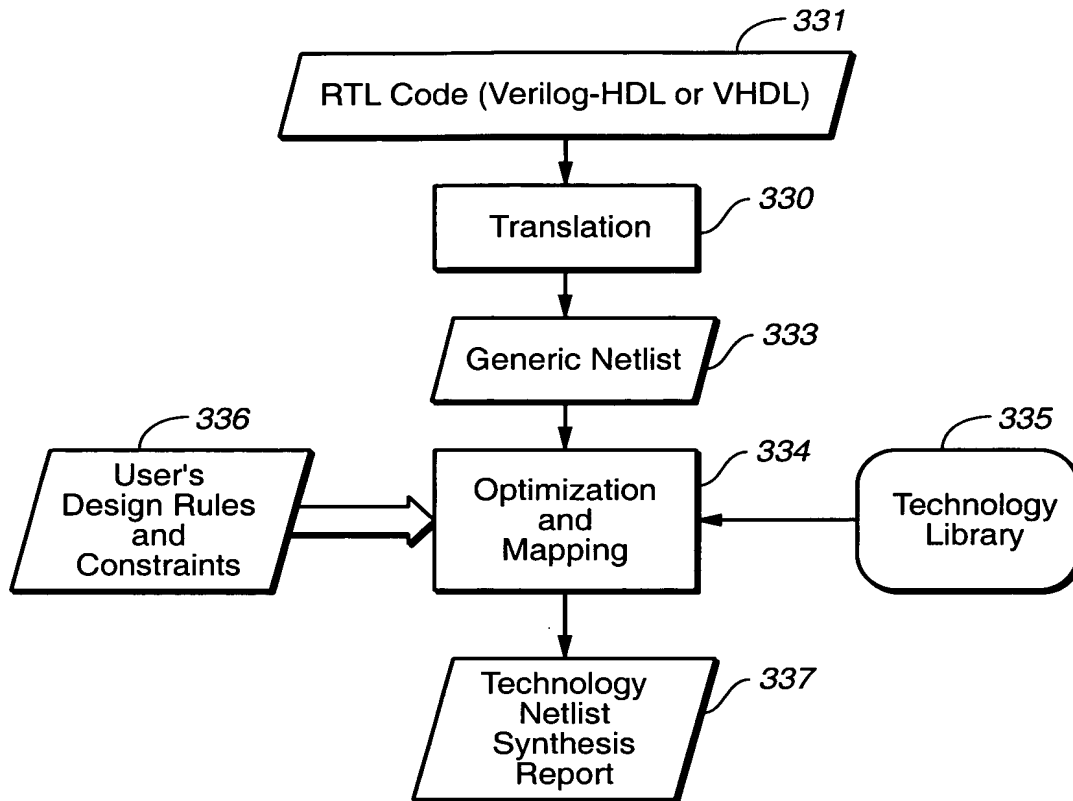 331
RTL Code (Verilog-HDL or VHDL)
330
Translation
333
Generic Netlist
336
User's
Design Rules
and
Constraints
334
Optimization
and
Mapping
335
Technology
Library
337
Technology
Netlist
Synthesis
Report